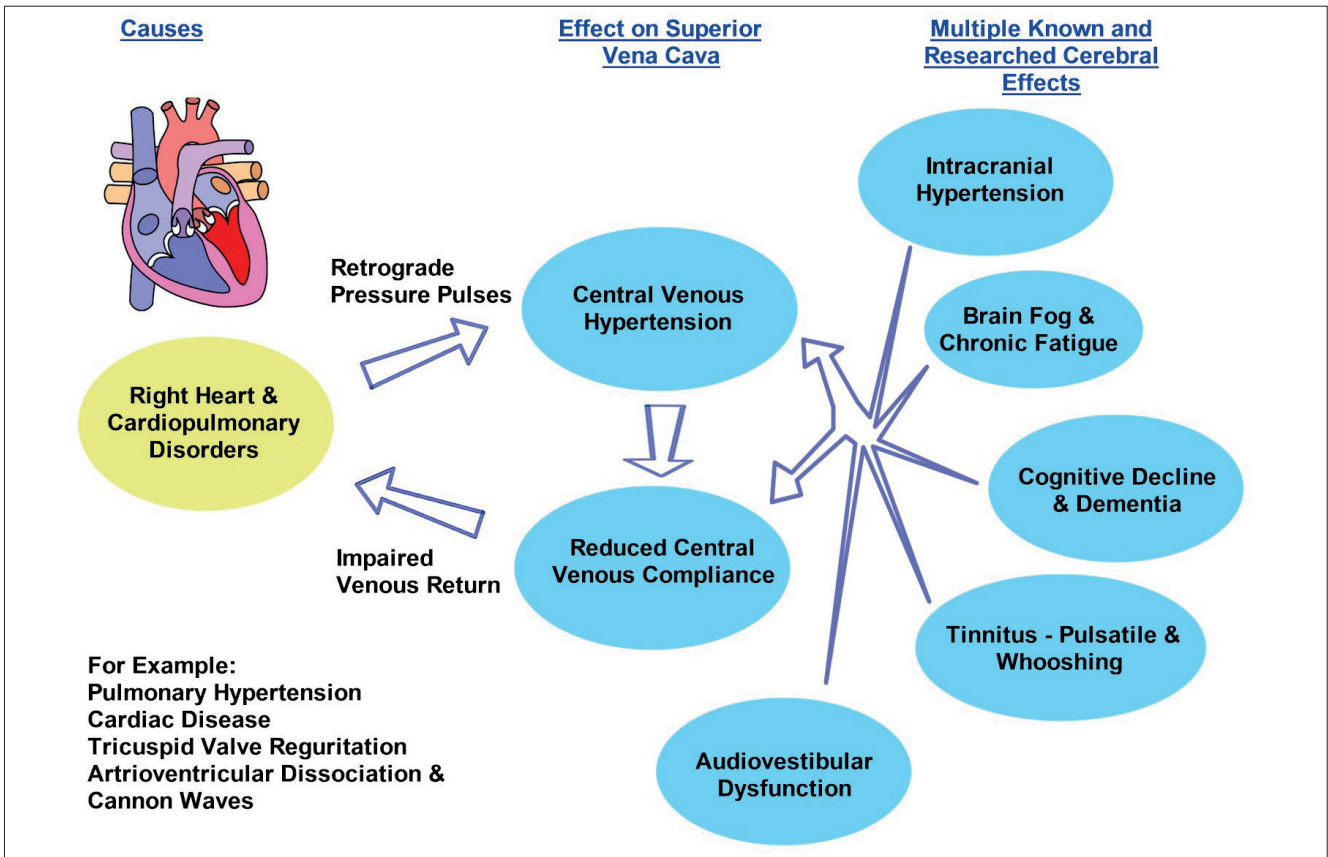 Causes
Effect on Superior
Vena Cava
Multiple Known and
Researched Cerebral
Effects
Retrograde
Pressure Pulses
Right Heart &
Cardiopulmonary
Disorders
Impaired
Venous Return
For Example:
Pulmonary Hypertension
Cardiac Disease
Tricuspid Valve Reguritation
Artrioventricular Dissociation &
Cannon Waves
Central Venous
Hypertension
Reduced Central
Venous Compliance
Intracranial
Hypertension
Brain Fog &
Chronic Fatigue
Cognitive Decline
& Dementia
Tinnitus - Pulsatile &
Whooshing
Audiovestibular
Dysfunction